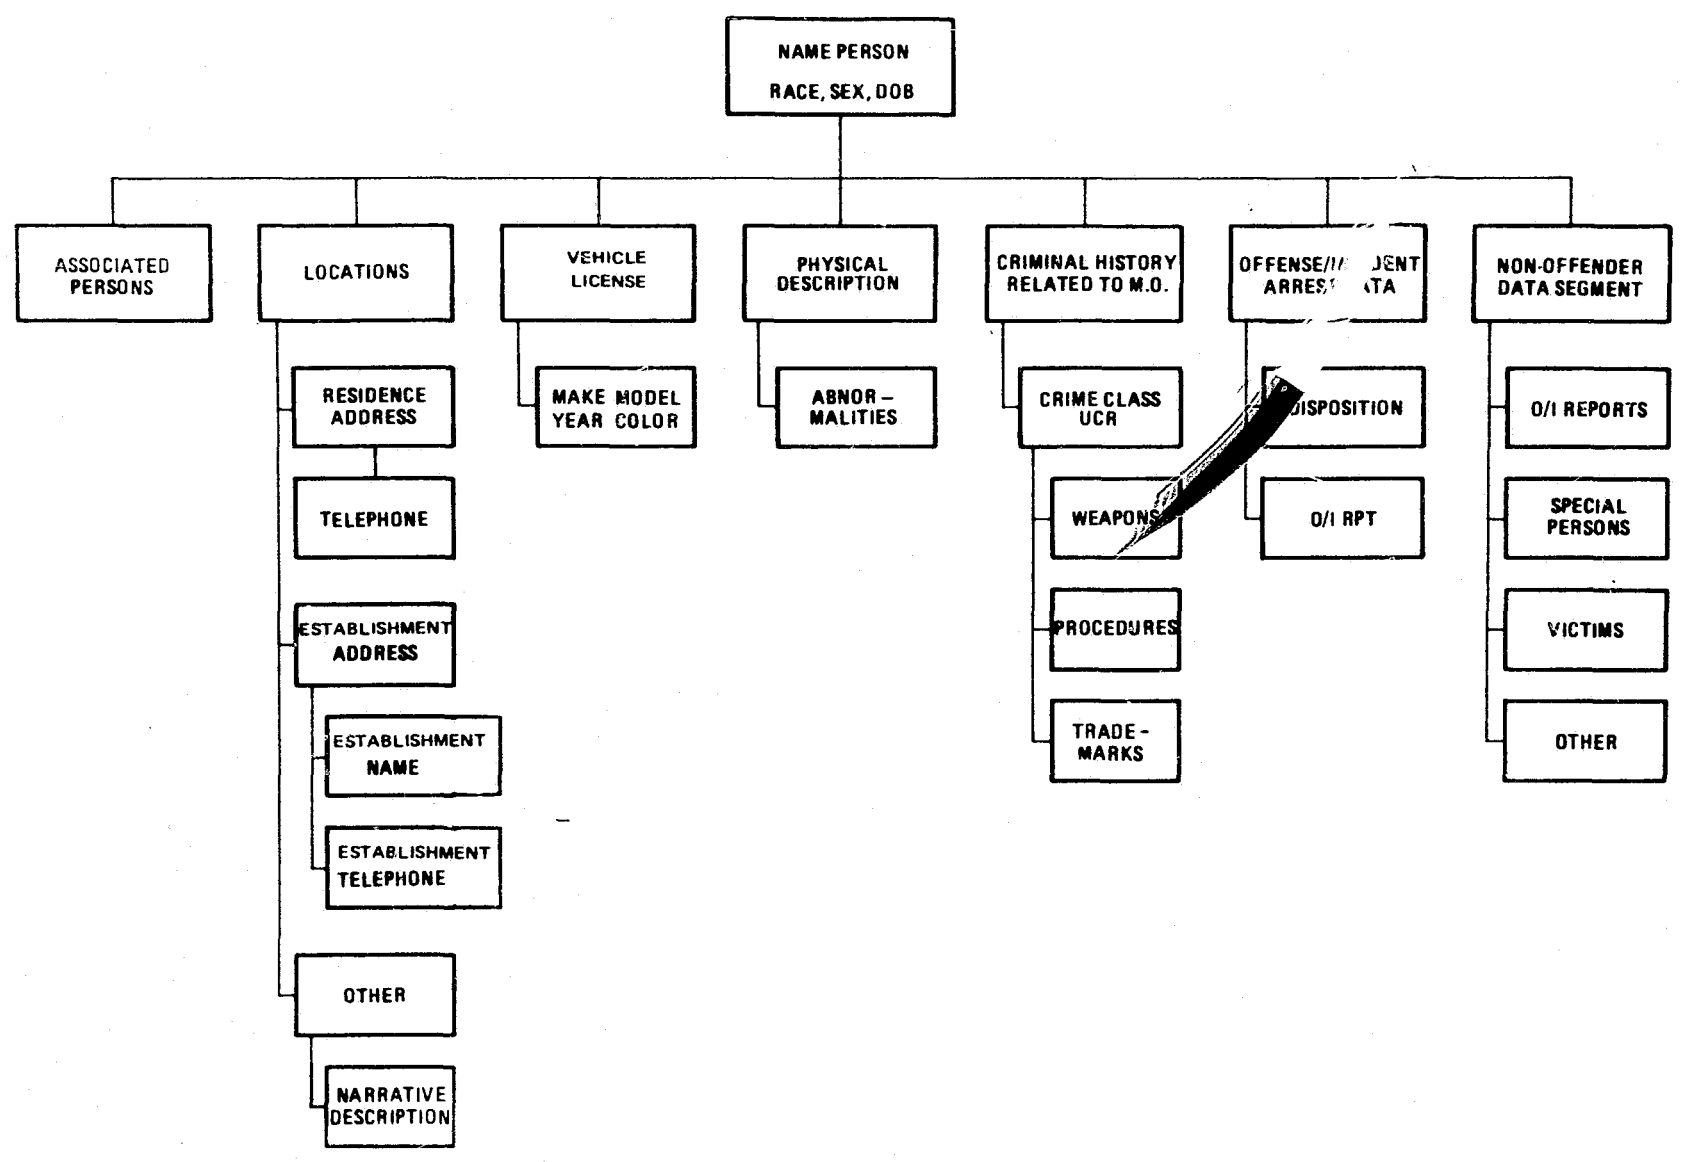 NAME PERSON
RACE, SEX, DOB
ASSOCIATED
PERSONS
LOCATIONS
VEHICLE
LICENSE
PHYSICAL
DESCRIPTION
CRIMINAL HISTORY
RELATED TO M.O.
NON-OFFENDER
DATA SEGMENT
RESIDENCE
ADDRESS
TELEPHONE
ESTABLISHMENT
ADDRESS
ESTABLISHMENT
NAME
ESTABLISHMENT
TELEPHONE
OTHER
NARRATIVE
DESCRIPTION
MAKE MODEL
YEAR COLOR
ABNOR-
MALITIES
CRIME CLASS
UCR
WEAPONS
PROCEDURES
TRADE-
MARKS
DISPOSITION
O/I RPT
O/I REPORTS
SPECIAL
PERSONS
VICTIMS
OTHER